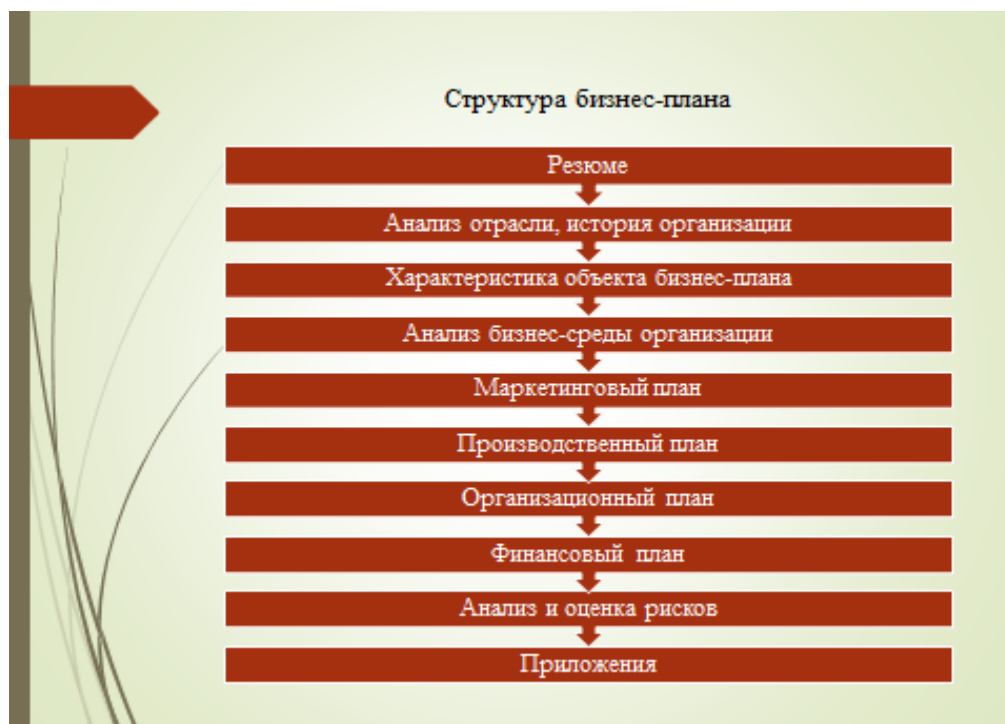 Структура бизнес-плана
Резюме
Анализ отрасли, история организации
Характеристика объекта бизнес-плана
Анализ бизнес-среды организации
Маркетинговый план
Производственный план
Организационный план
Финансовый план
Анализ и оценка рисков
Приложения